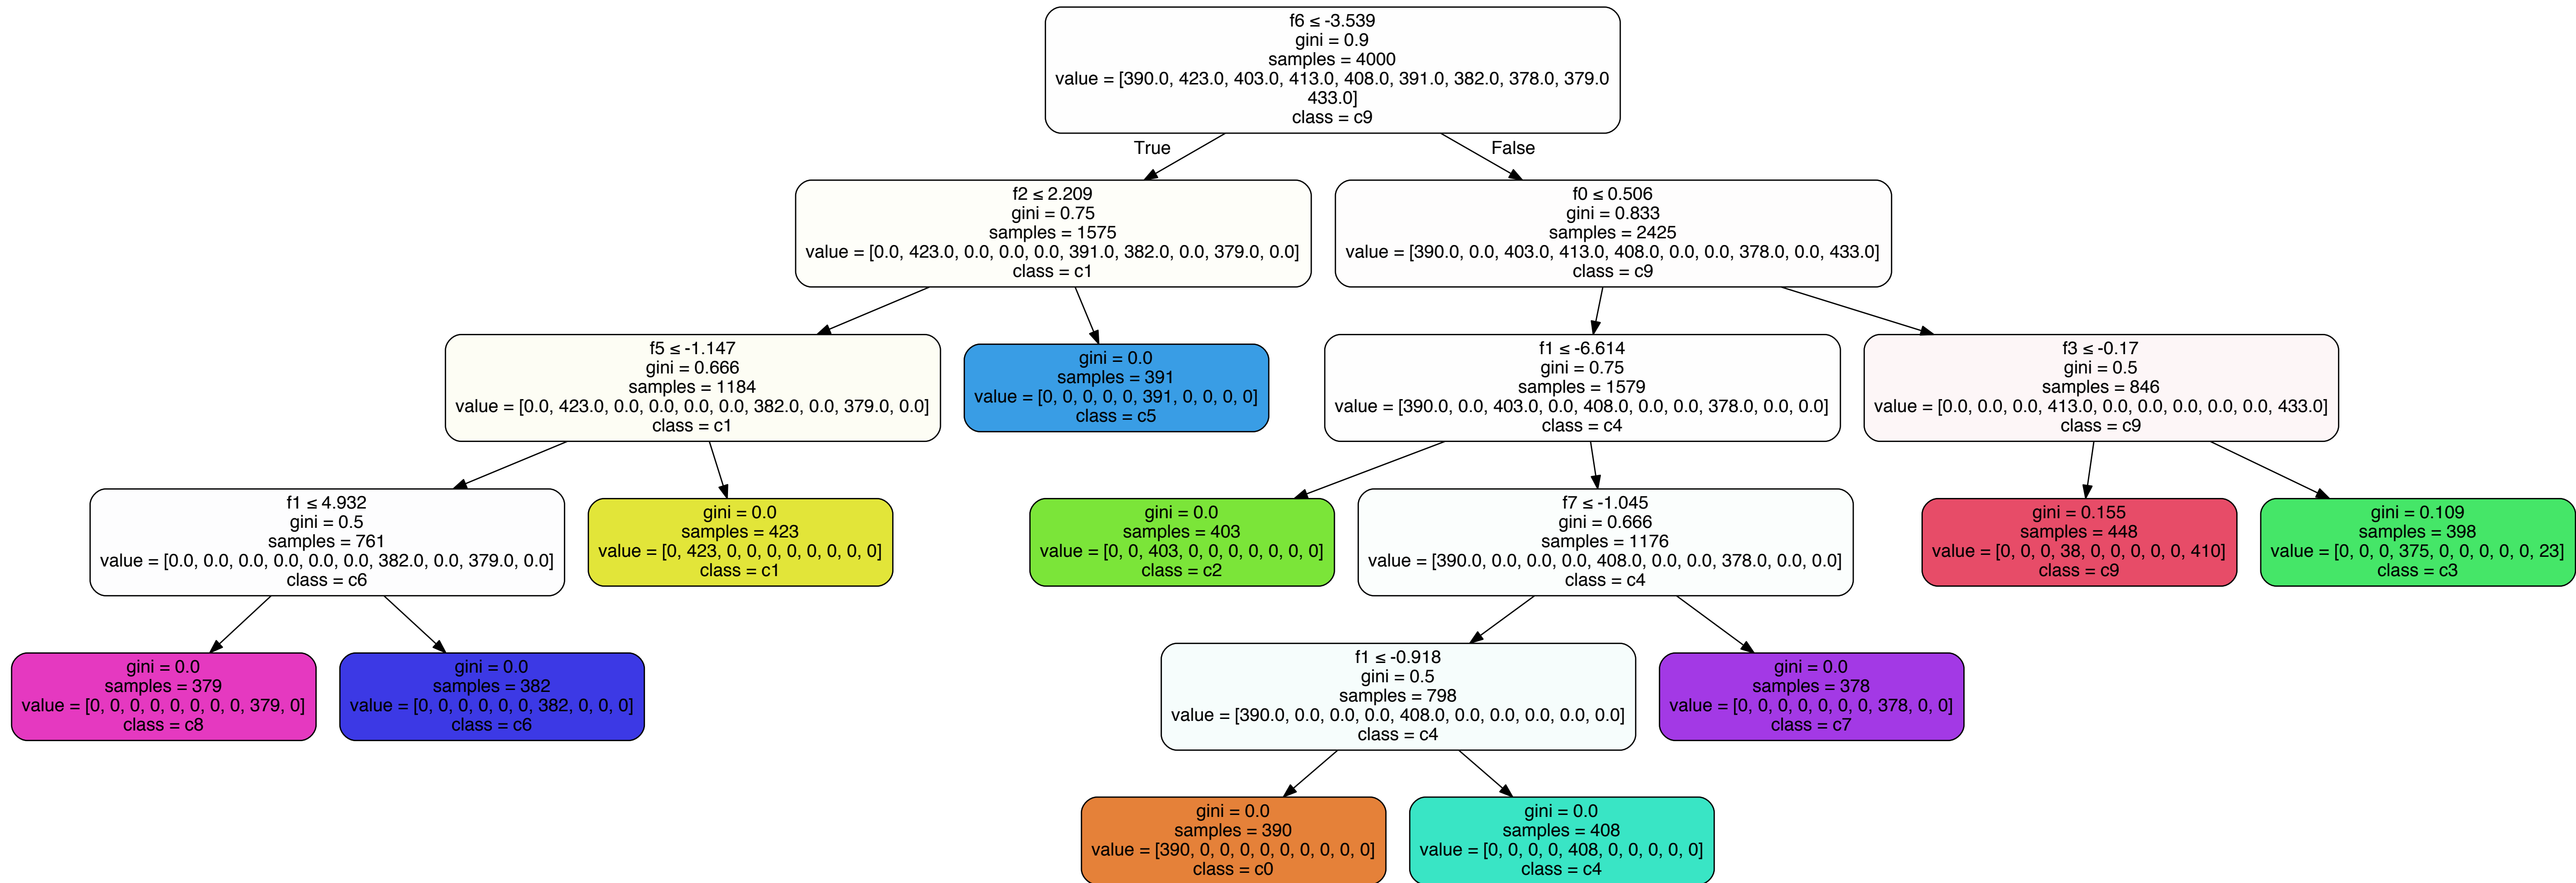 f6 ≤ -3.539
gini = 0.9
samples = 4000
value = [390.0, 423.0, 403.0, 413.0, 408.0, 391.0, 382.0, 378.0, 379.0
433.0]
class = c9
True
False
f2 ≤ 2.209
gini = 0.75
samples = 1575
value = [0.0, 423.0, 0.0, 0.0, 0.0, 391.0, 382.0, 0.0, 379.0, 0.0]
class = c1
f0 ≤ 0.506
gini = 0.833
samples = 2425
value = [390.0, 0.0, 403.0, 413.0, 408.0, 0.0, 0.0, 378.0, 0.0, 433.0]
class = c9
f5 ≤ -1.147
gini = 0.666
samples = 1184
value = [0.0, 423.0, 0.0, 0.0, 0.0, 0.0, 382.0, 0.0, 379.0, 0.0]
class = c1
gini = 0.0
samples = 391
value = [0, 0, 0, 0, 0, 391, 0, 0, 0, 0]
class = c5
f1 ≤ -6.614
gini = 0.75
samples = 1579
value = [390.0, 0.0, 403.0, 0.0, 408.0, 0.0, 0.0, 378.0, 0.0, 0.0]
class = c4
f3 ≤ -0.17
gini = 0.5
samples = 846
value = [0.0, 0.0, 0.0, 413.0, 0.0, 0.0, 0.0, 0.0, 0.0, 433.0]
class = c9
f1 ≤ 4.932
gini = 0.5
samples = 761
value = [0.0, 0.0, 0.0, 0.0, 0.0, 0.0, 382.0, 0.0, 379.0, 0.0]
class = c6
gini = 0.0
samples = 423
value = [0, 423, 0, 0, 0, 0, 0, 0, 0, 0]
class = c1
gini = 0.0
samples = 403
value = [0, 0, 403, 0, 0, 0, 0, 0, 0, 0]
class = c2
f7 ≤ -1.045
gini = 0.666
samples = 1176
value = [390.0, 0.0, 0.0, 0.0, 408.0, 0.0, 0.0, 378.0, 0.0, 0.0]
class = c4
gini = 0.155
samples = 448
value = [0, 0, 0, 38, 0, 0, 0, 0, 0, 410]
class = c9
gini = 0.109
samples = 398
value = [0, 0, 0, 375, 0, 0, 0, 0, 0, 23]
class = c3
gini = 0.0
samples = 379
value = [0, 0, 0, 0, 0, 0, 0, 0, 379, 0]
class = c8
gini = 0.0
samples = 382
value = [0, 0, 0, 0, 0, 0, 382, 0, 0, 0]
class = c6
f1 ≤ -0.918
gini = 0.5
samples = 798
value = [390.0, 0.0, 0.0, 0.0, 408.0, 0.0, 0.0, 0.0, 0.0, 0.0]
class = c4
gini = 0.0
samples = 378
value = [0, 0, 0, 0, 0, 0, 0, 378, 0, 0]
class = c7
gini = 0.0
samples = 390
value = [390, 0, 0, 0, 0, 0, 0, 0, 0, 0]
class = c0
gini = 0.0
samples = 408
value = [0, 0, 0, 0, 408, 0, 0, 0, 0, 0]
class = c4